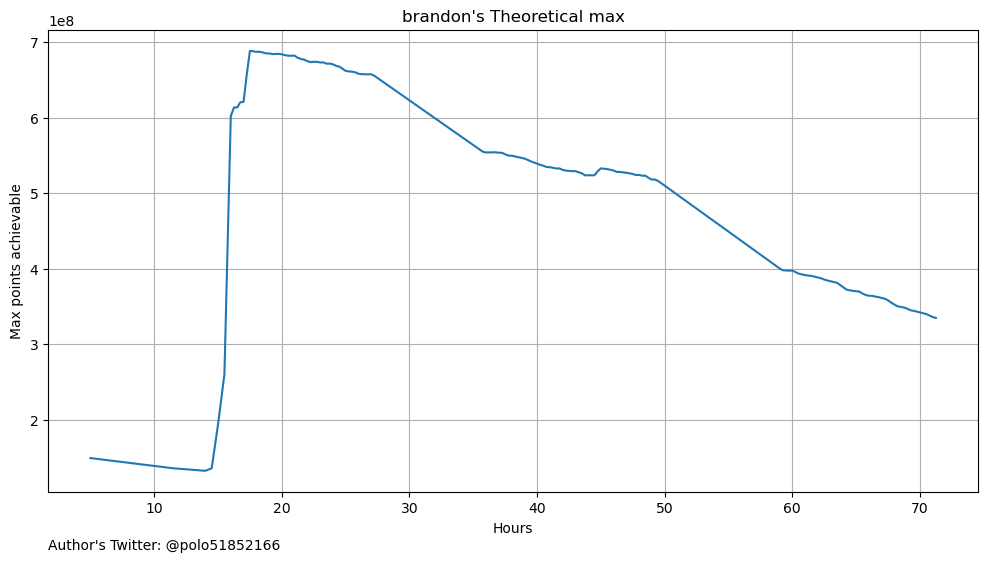 brandon's Theoretical max
1e8
7
6
5
4
3
2
Max points achievable
10 20 30 40 50 60 70
Hours
Author's Twitter: @polo51852166